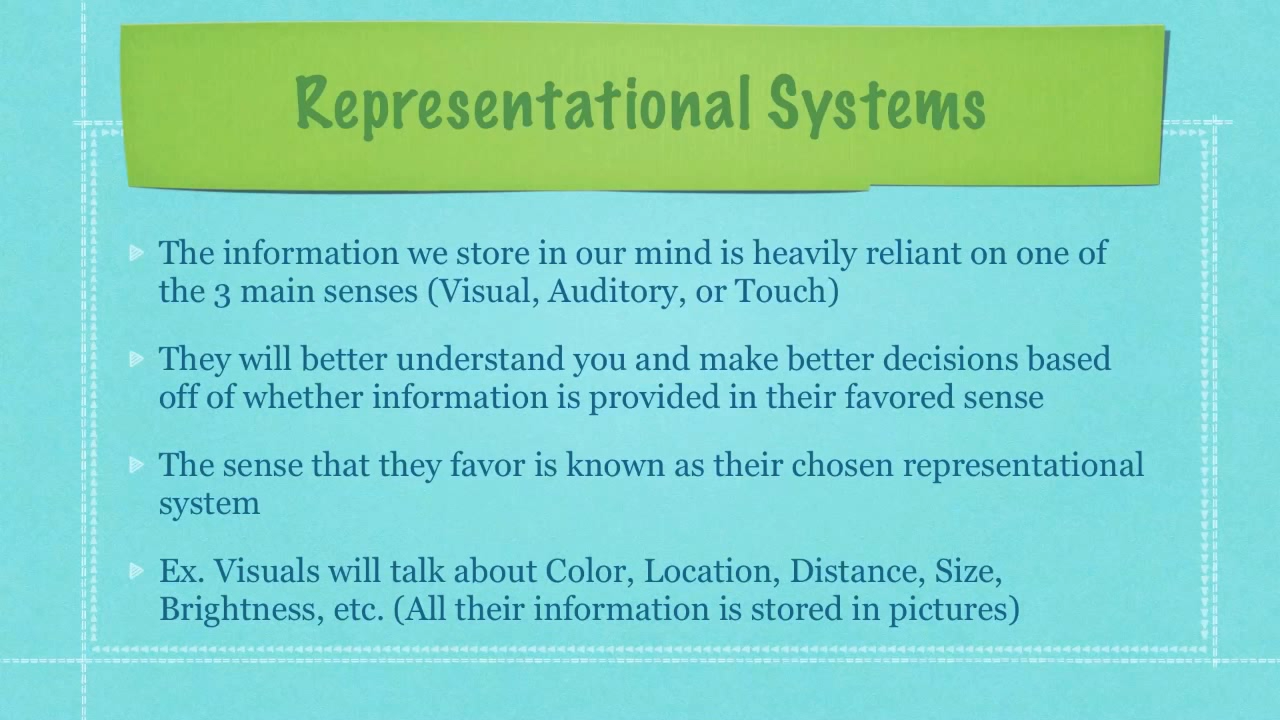 Representational Systems
The information we store in our mind is heavily reliant on one of
the 3 main senses (Visual, Auditory, or Touch)
They will better understand you and make better decisions based
off of whether information is provided in their favored sense
The sense that they favor is known as their chosen representational
system
Ex. Visuals will talk about Color, Location, Distance, Size,
Brightness, etc. (All their information is stored in pictures)